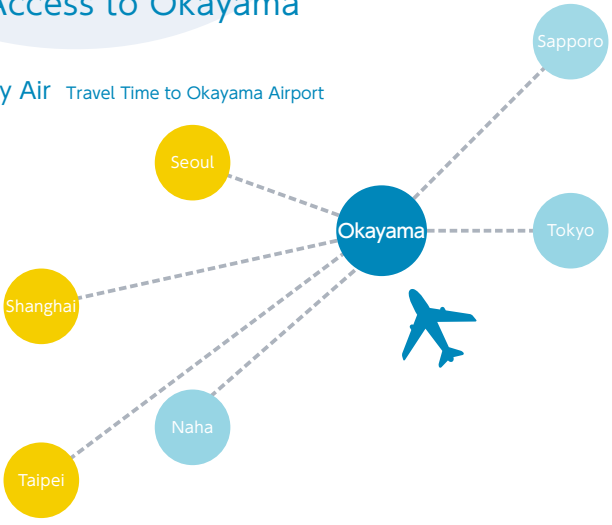 Access to Okayama
y Air Travel Time to Okayama Airport
Sapporo
Seoul
Okayama
Tokyo
Shanghai
Naha
Taipei